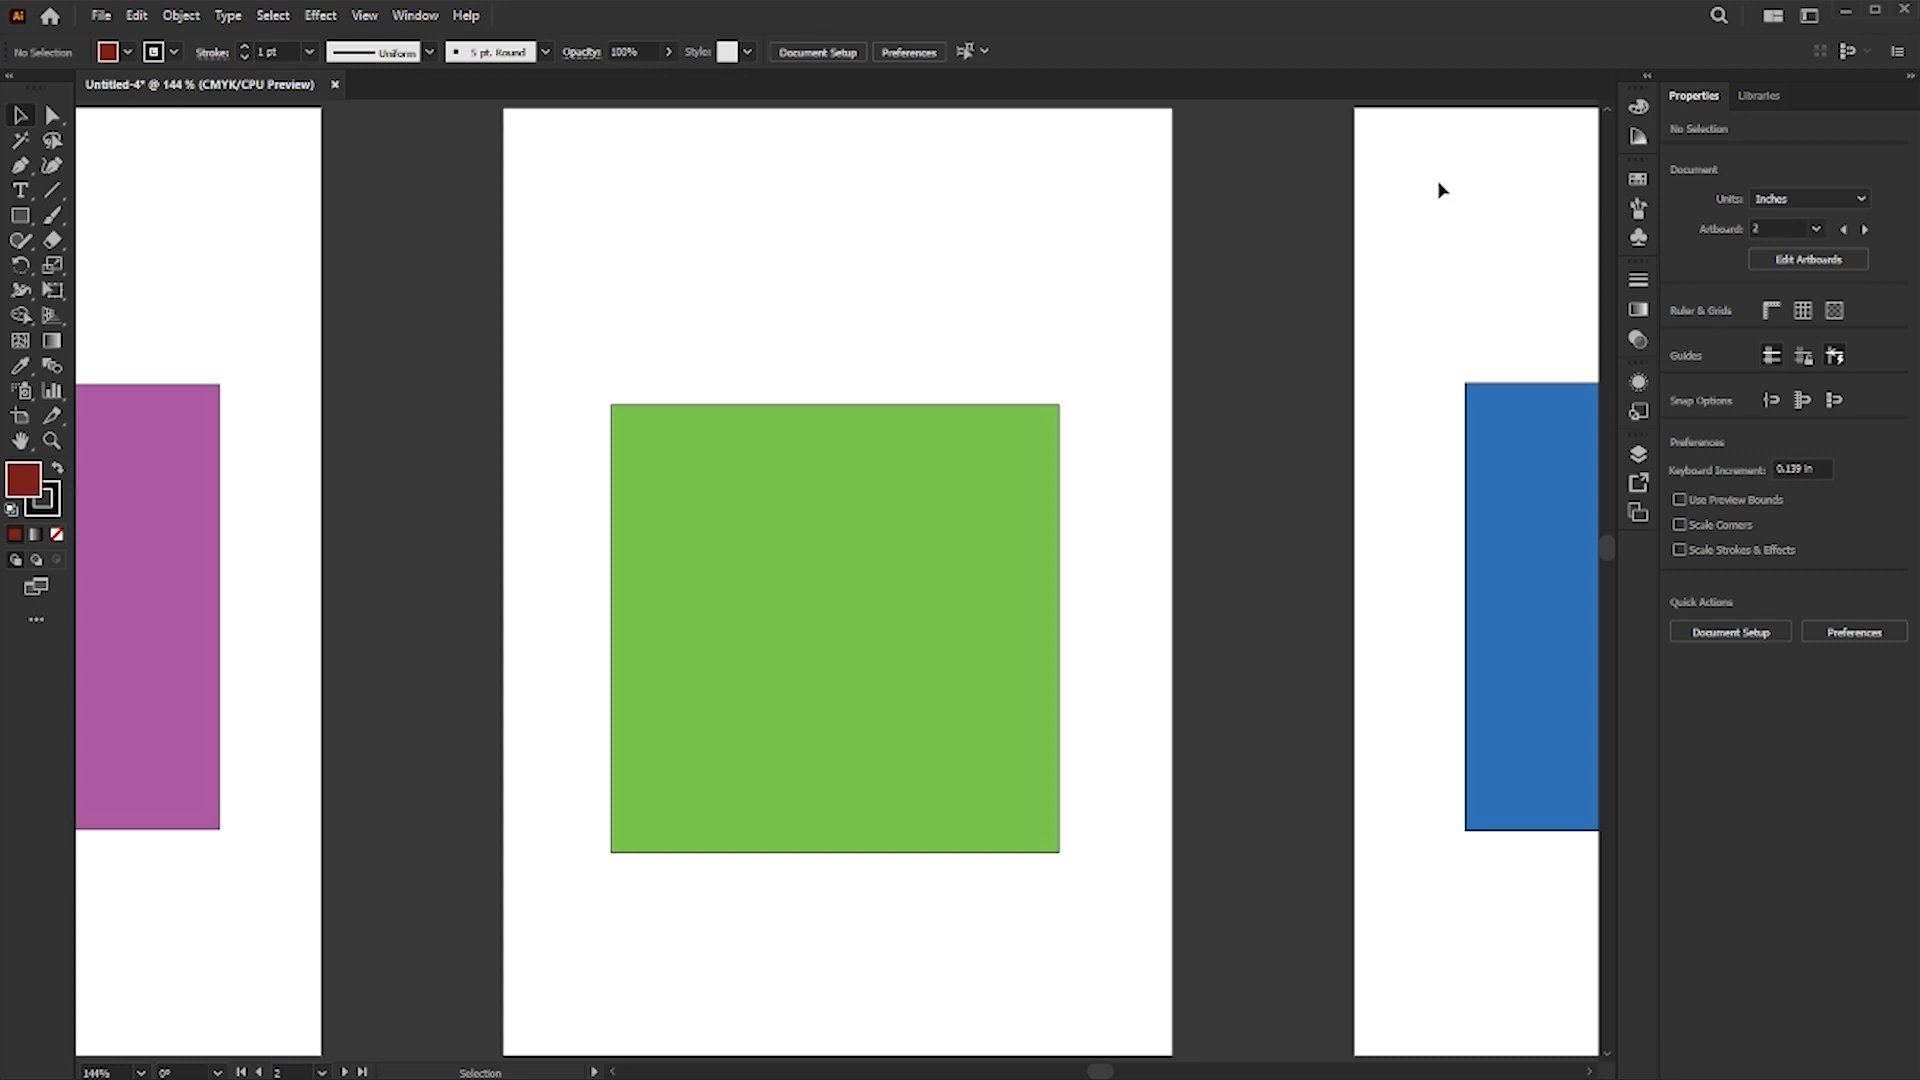 Ai File Edit Object Type Select Effect View Window Help
No Selection Stroke: 1 pt Uniform 5 pt. Round Opacity: 100% Style: Document Setup Preferences
Untitled-4* @ 144 % (CMYK/CPU Preview) ×
Properties Libraries
No Selection
Document
Units: Inches
Artboard: 2
Edit Artboards
Ruler & Grids
Guides
Snap Options
Preferences
Keyboard Increment: 0.139 in
Use Preview Bounds
Scale Corners
Scale Strokes & Effects
Quick Actions
Document Setup Preferences
144% 0° 2 Selection